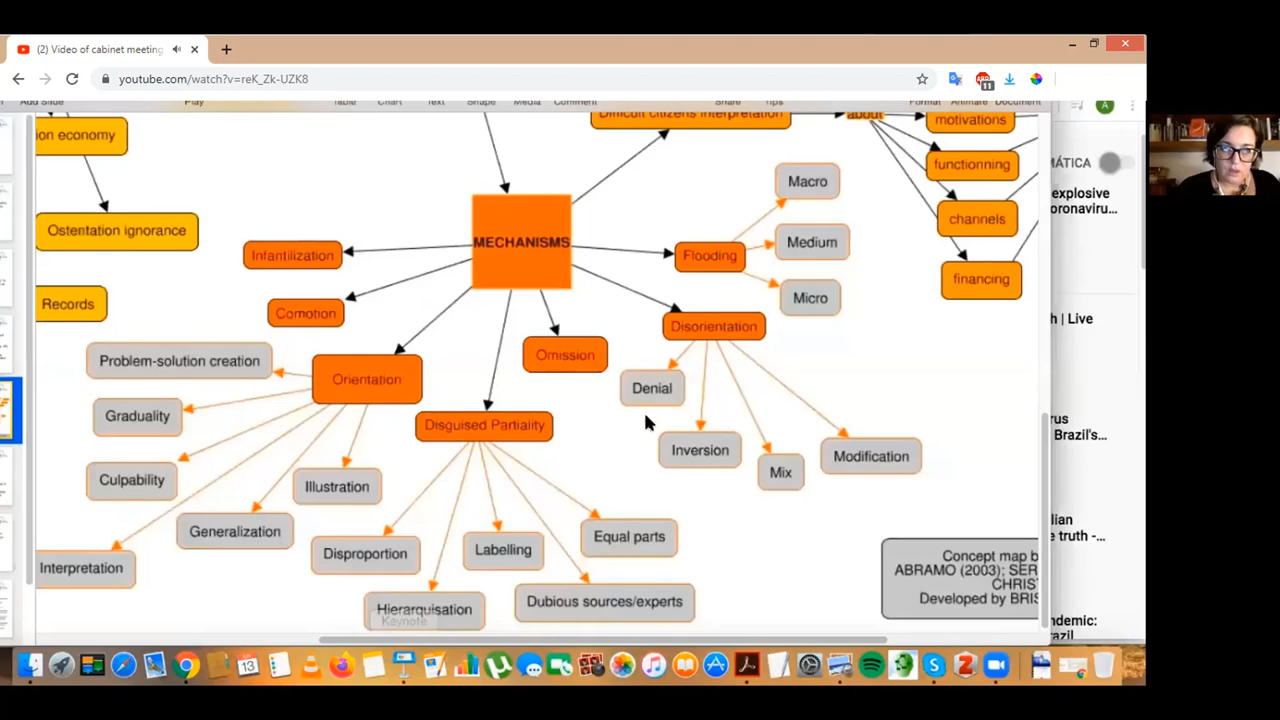 (2) Video of cabinet meeting
youtube.com/watch?v=reK_Zk-UZK8
11
A
Add Slide
Play
Table
Chart
Text
Shape
Media
Comment
Share
Tips
Format
Animate
Document
ion economy
Difficult citizens interpretation
about
motivations
functionning
MÁTICA
Macro
explosive
oronaviru...
Ostentation ignorance
MECHANISMS
channels
Infantilization
Flooding
Medium
financing
Records
Comotion
Micro
h | Live
Disorientation
Problem-solution creation
Orientation
Omission
Denial
Graduality
Disguised Partiality
rus
Brazil's...
Inversion
Mix
Modification
Culpability
Illustration
Generalization
Disproportion
Labelling
Equal parts
lian
e truth -...
Interpretation
Hierarquisation
Keynote
Dubious sources/experts
Concept map b
ABRAMO (2003); SER
CHRIST
Developed by BRIS
ndemic:
razil
13